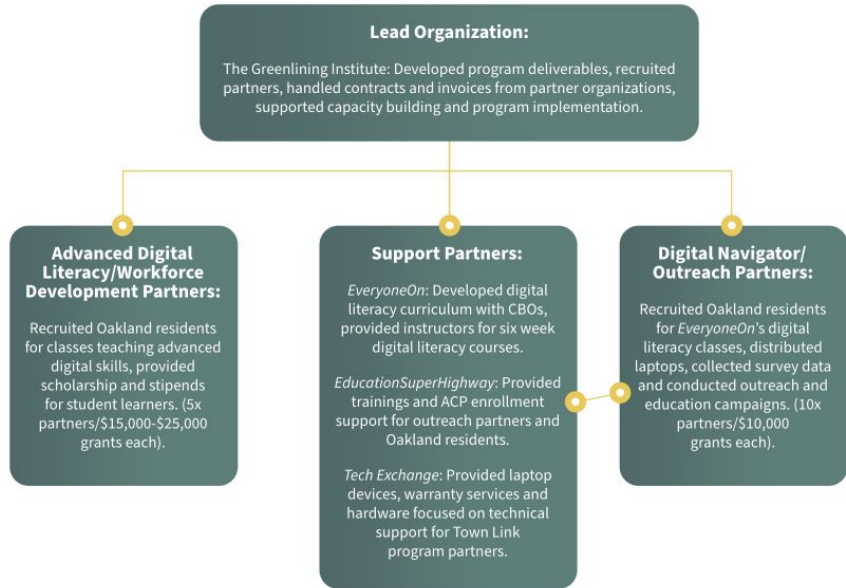 Lead Organization:
The Greenlining Institute: Developed program deliverables, recruited
partners, handled contracts and invoices from partner organizations,
supported capacity building and program implementation.
Advanced Digital
Literacy/Workforce
Development Partners:
Recruited Oakland residents
for classes teaching advanced
digital skills, provided
scholarship and stipends
for student learners. (5x
partners/$15,000-$25,000
grants each).
Support Partners:
EveryoneOn: Developed digital
literacy curriculum with CBOs,
provided instructors for six week
digital literacy courses.
EducationSuperHighway: Provided
trainings and ACP enrollment
support for outreach partners and
Oakland residents.
Tech Exchange: Provided laptop
devices, warranty services and
hardware focused on technical
support for Town Link
program partners.
Digital Navigator/
Outreach Partners:
Recruited Oakland residents
for EveryoneOn's digital
literacy classes, distributed
laptops, collected survey data
and conducted outreach and
education campaigns. (10x
partners/$10,000
grants each).